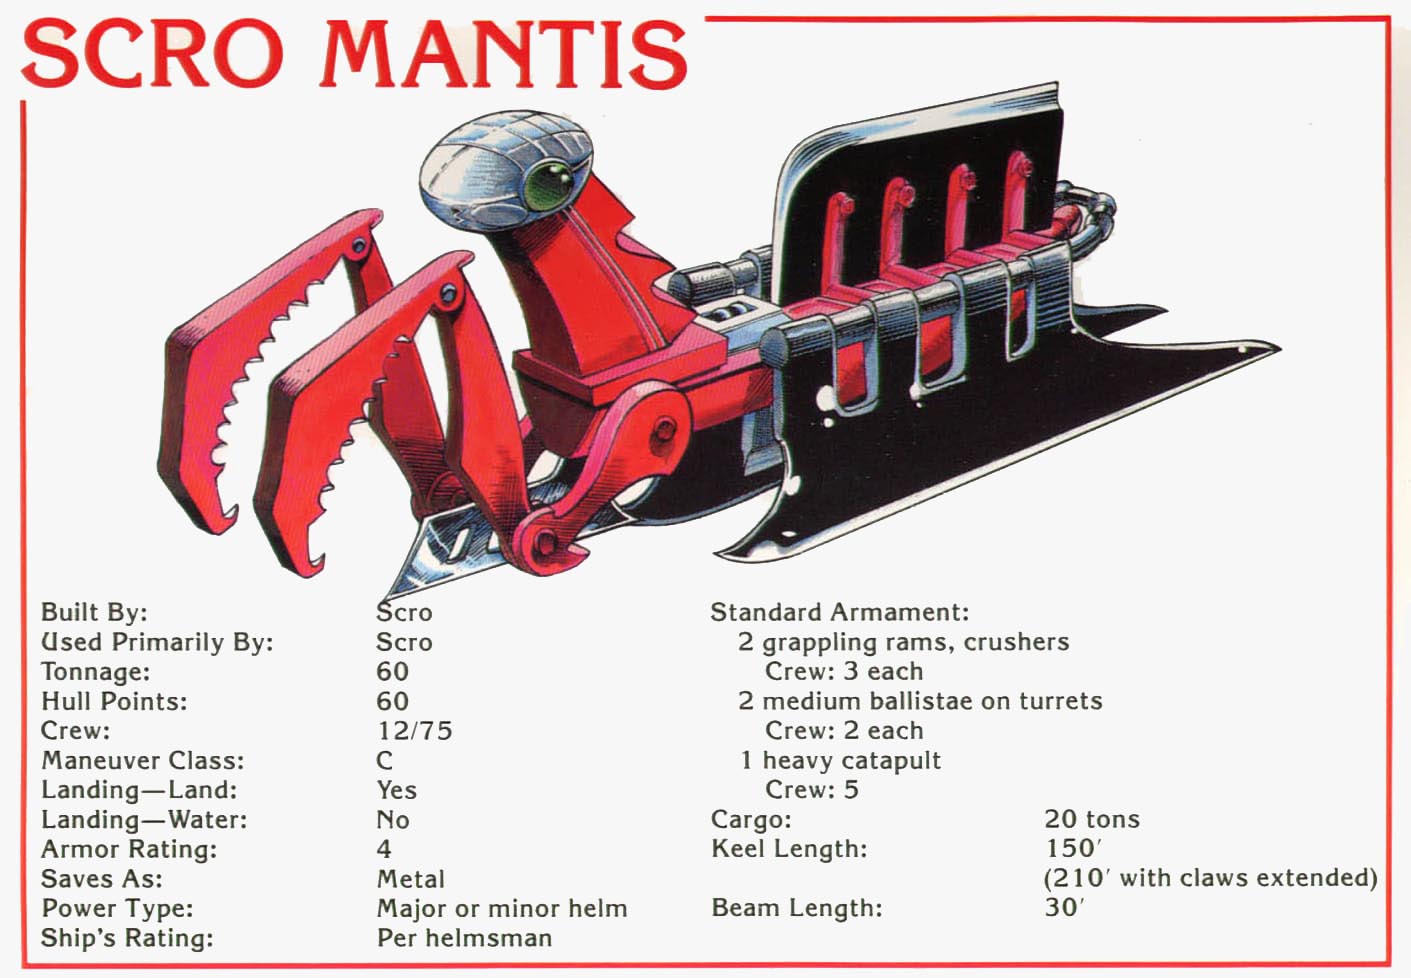 SCRO MANTIS
Built By: Scro
Used Primarily By: Scro
Tonnage: 60
Hull Points: 60
Crew: 12/75
Maneuver Class: C
Landing—Land: Yes
Landing—Water: No
Armor Rating: 4
Saves As: Metal
Power Type: Major or minor helm
Ship's Rating: Per helmsman
Standard Armament:
2 grappling rams, crushers
Crew: 3 each
2 medium ballistae on turrets
Crew: 2 each
1 heavy catapult
Crew: 5
Cargo: 20 tons
Keel Length: 150′
(210′ with claws extended)
Beam Length: 30′